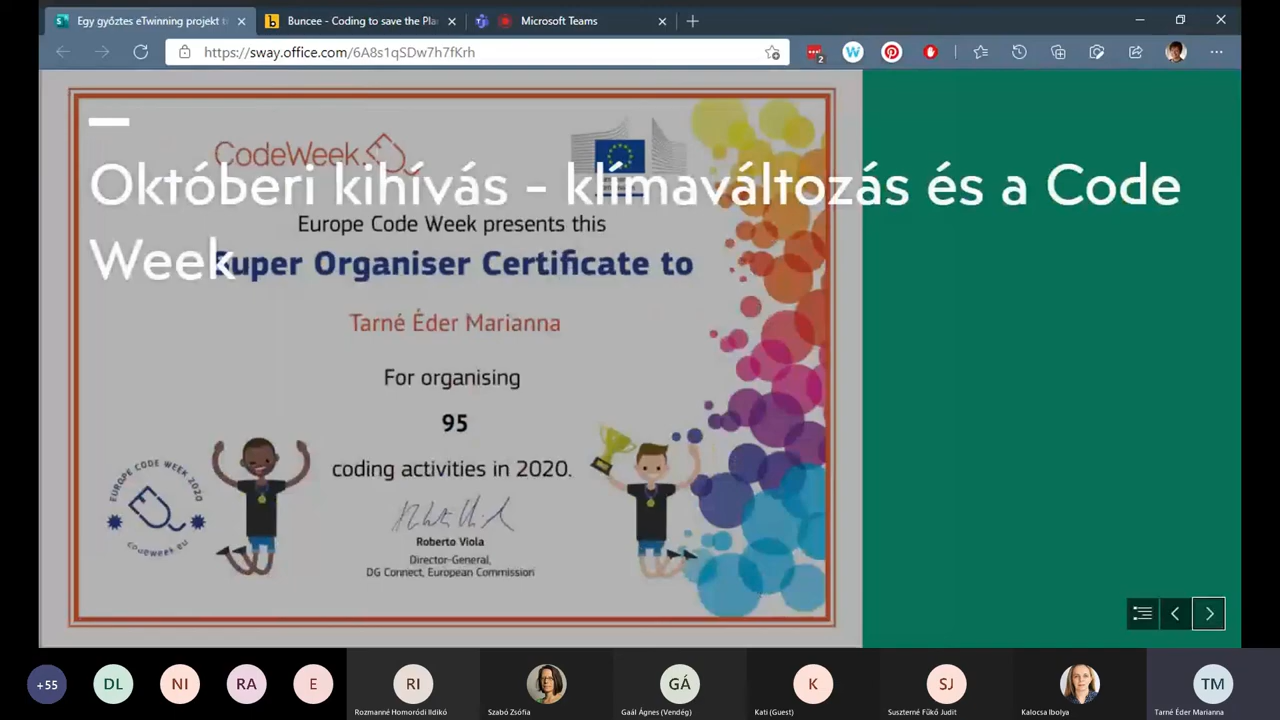 Egy győztes eTwinning projekt t
Buncee - Coding to save the Pla
Microsoft Teams
https://sway.office.com/6A8s1qSDw7h7fKrh
2
CodeWeek
Októberi kihívás - klímaváltozás és a Code
Week
Europe Code Week presents this
Super Organiser Certificate to
Tarné Éder Marianna
For organising
95
coding activities in 2020.
EUROPE CODE WEEK 2020
codeweek.eu
Roberto Viola
Director-General,
DG Connect, European Commission
+55
DL
NI
RA
E
RI
GÁ
K
SJ
TM
Rozmanné Homoródi Ildikó
Szabó Zsófia
Gaál Ágnes (Vendég)
Kati (Guest)
Suszterné Fűkő Judit
Kalocsa Ibolya
Tarné Éder Marianna